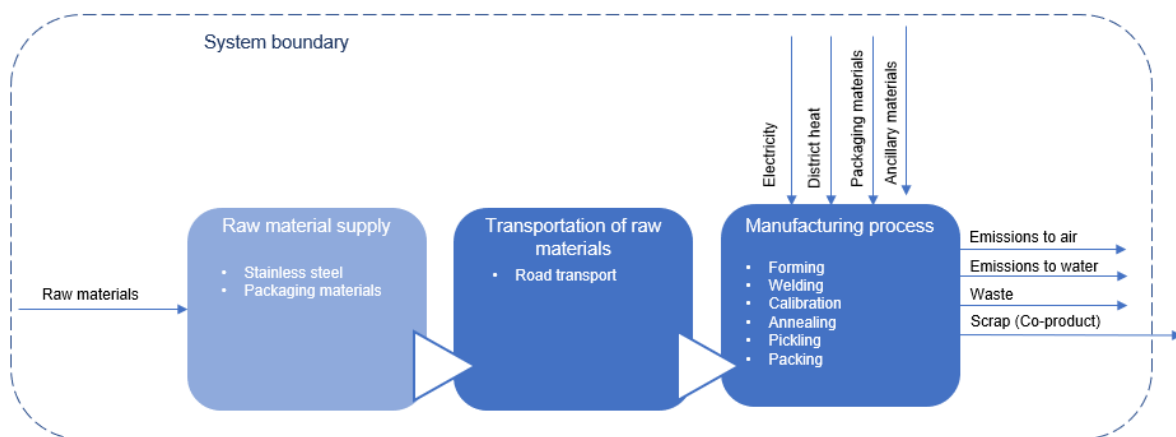 System boundary
Electricity
District heat
Packaging materials
Ancillary materials
Raw materials
Raw material supply
• Stainless steel
• Packaging materials
Transportation of raw
materials
• Road transport
Manufacturing process
• Forming
• Welding
• Calibration
• Annealing
• Pickling
• Packing
Emissions to air
Emissions to water
Waste
Scrap (Co-product)